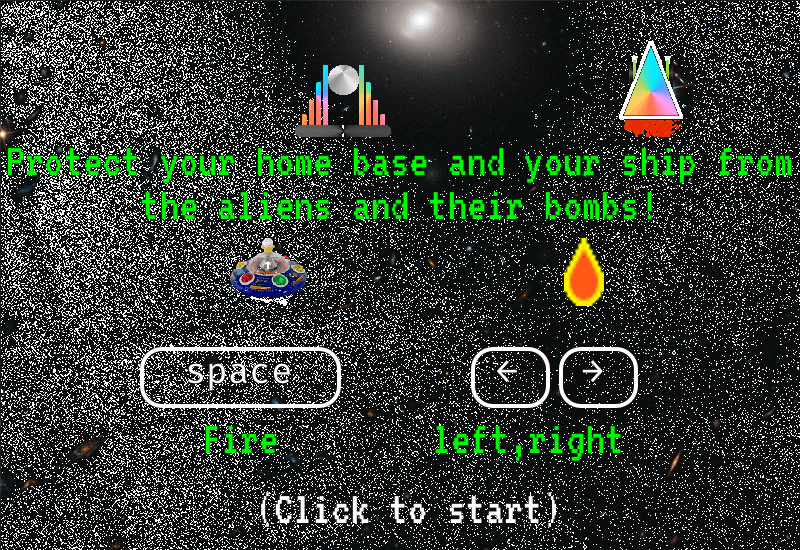 Protect your home base and your ship from
the aliens and their bombs!
space
← →
Fire
left,right
(Click to start)